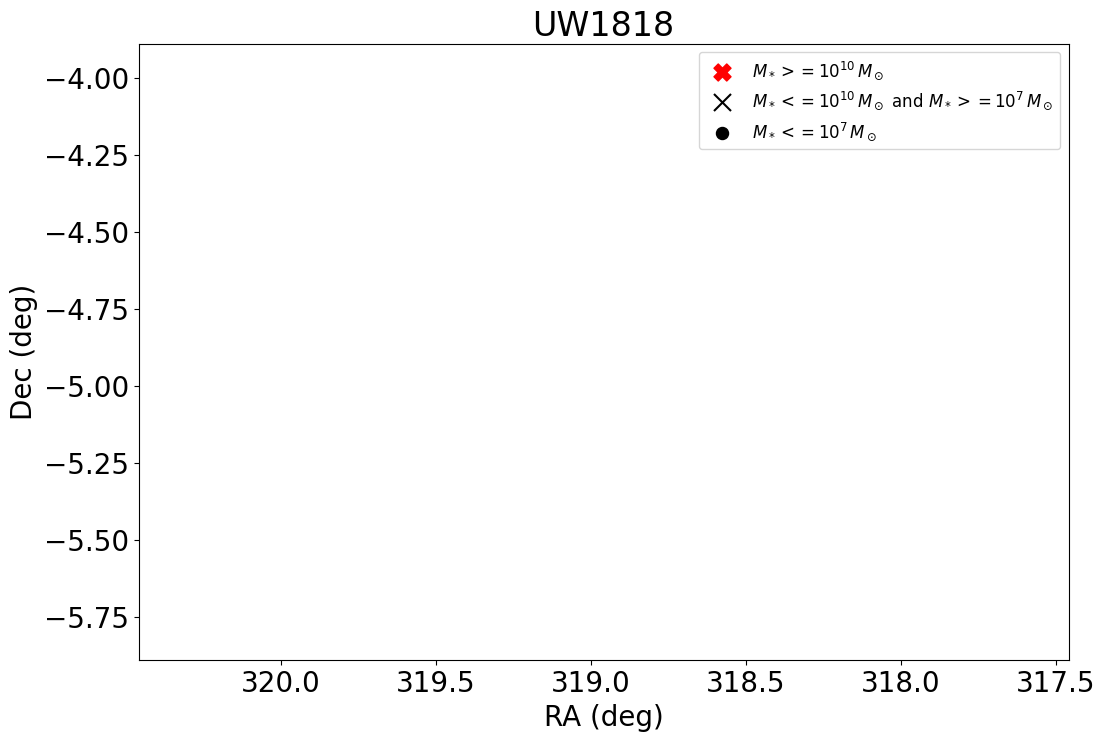 UW1818
M* >= 10^10 M⊙
M* <= 10^10 M⊙ and M* >= 10^7 M⊙
M* <= 10^7 M⊙
−4.00
−4.25
−4.50
−4.75
−5.00
−5.25
−5.50
−5.75
Dec (deg)
320.0 319.5 319.0 318.5 318.0 317.5
RA (deg)